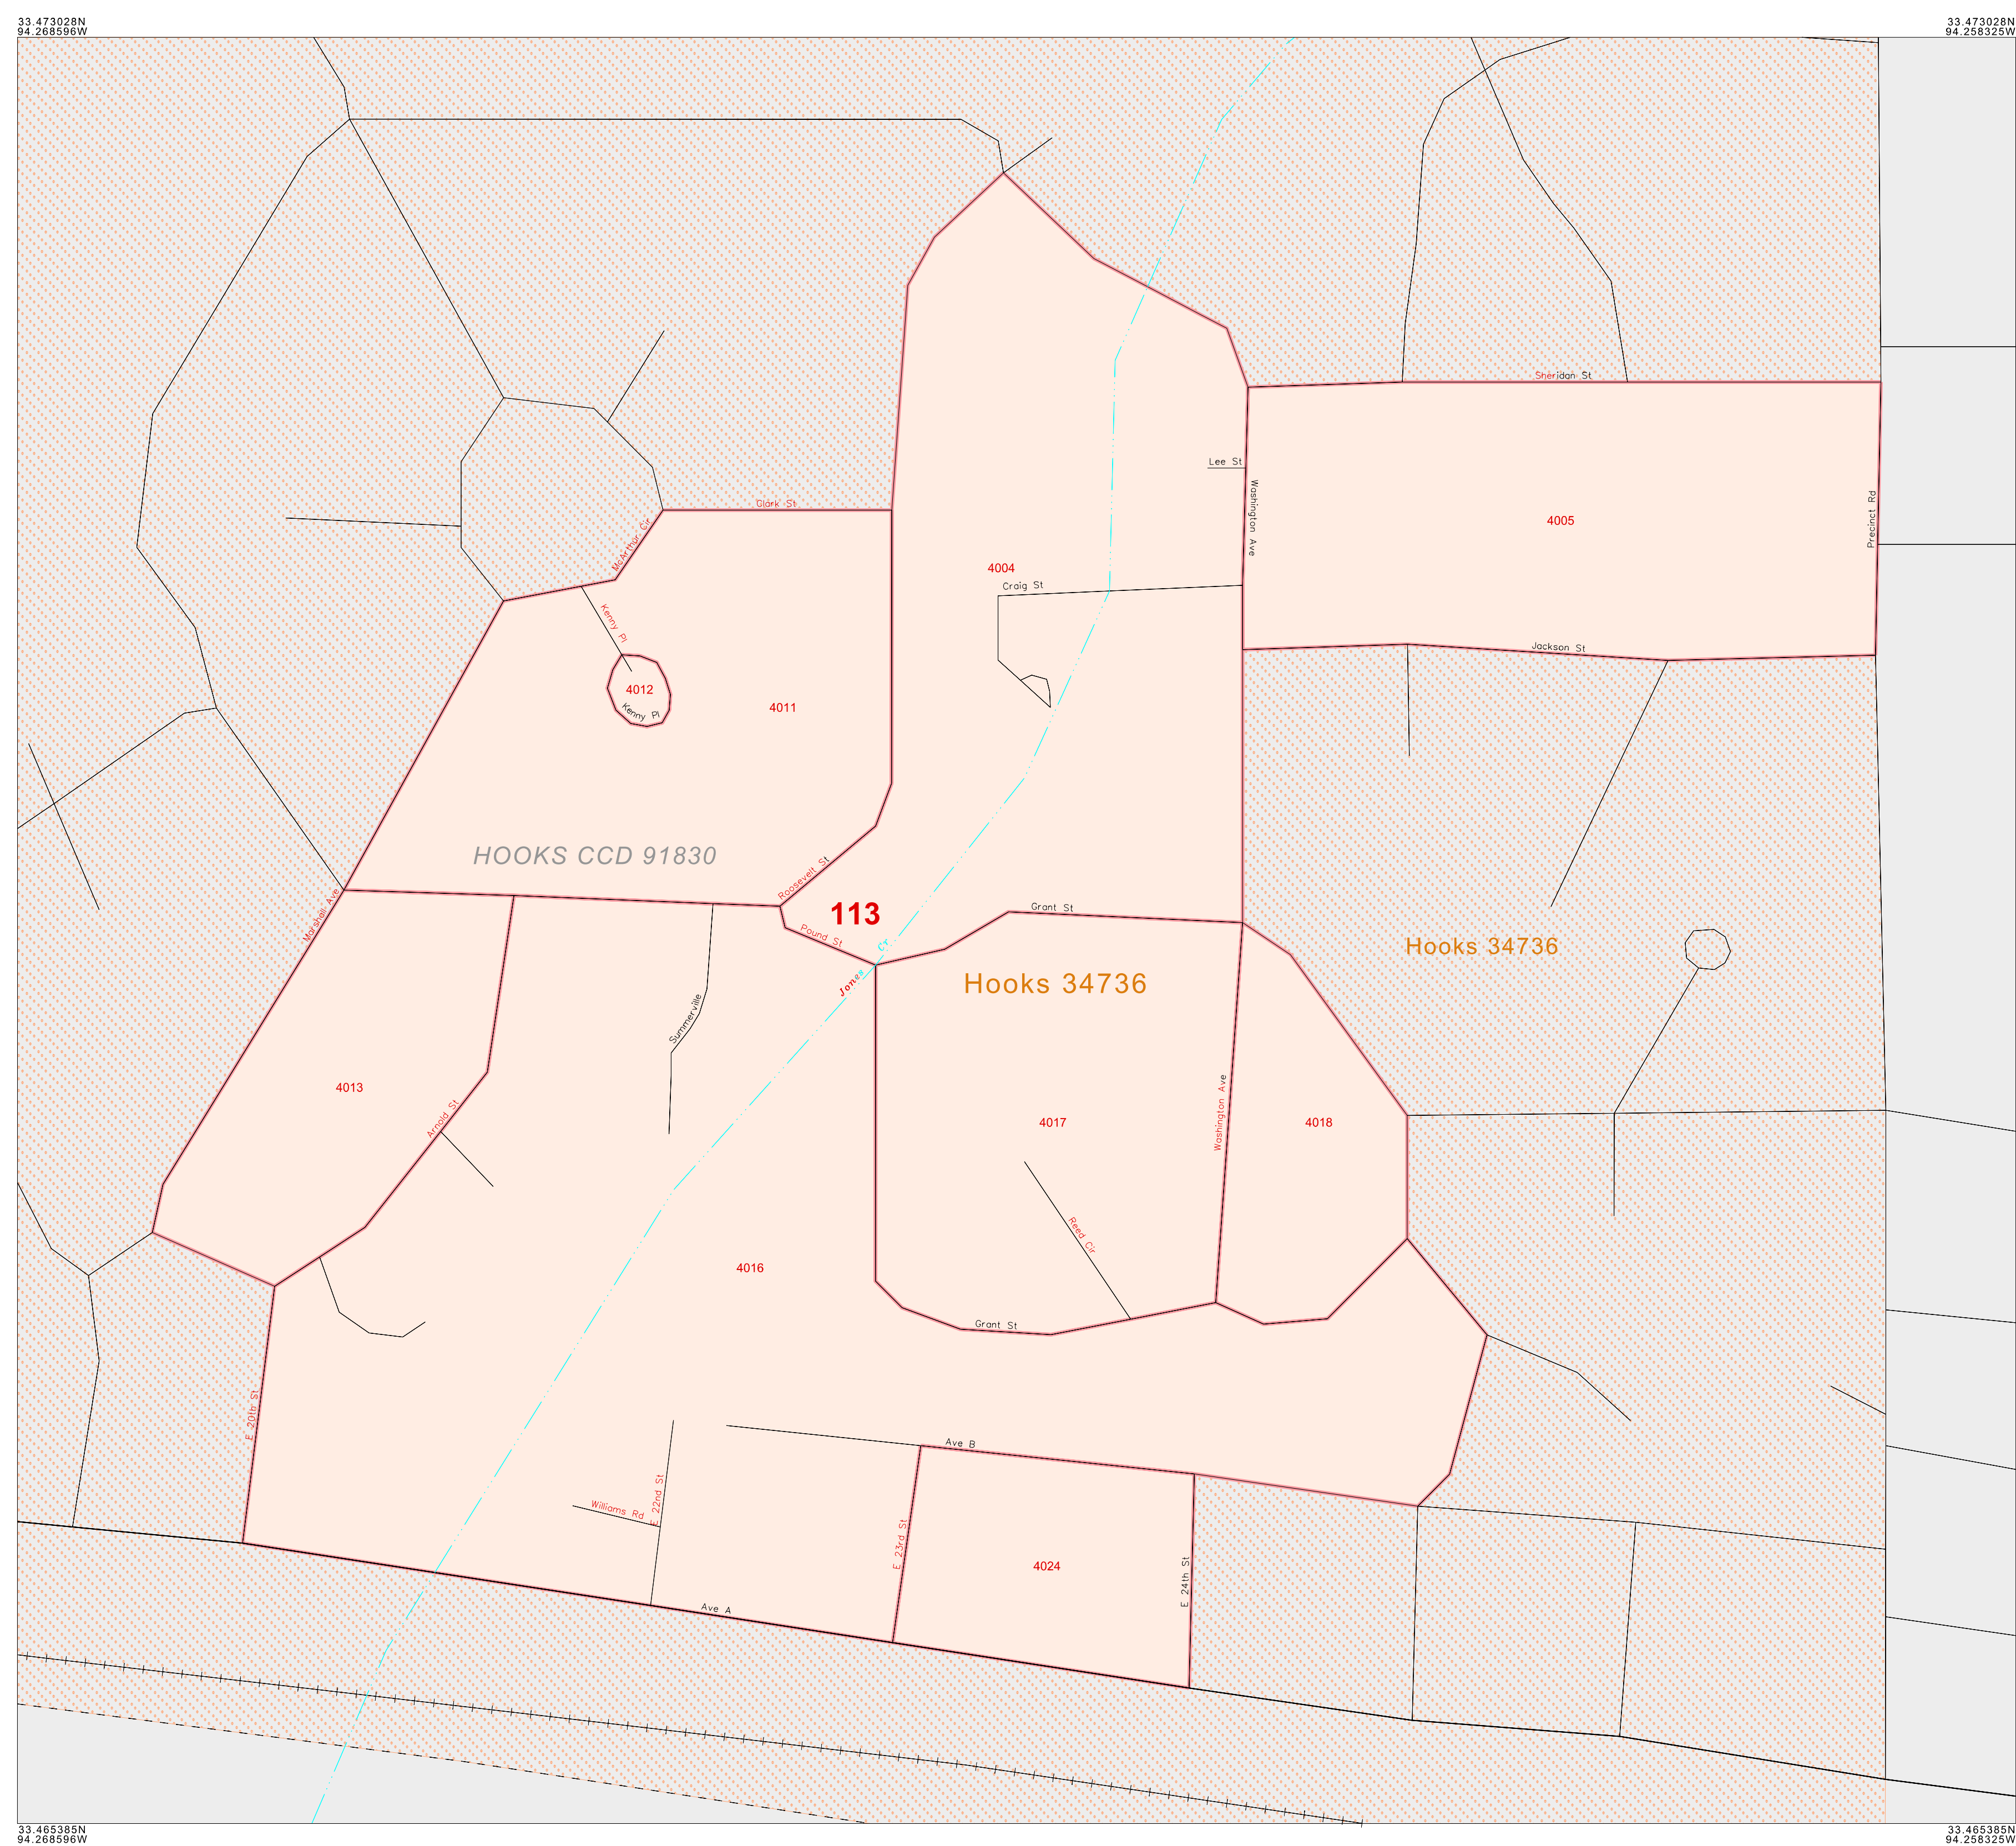 33.473028N
94.268596W
33.473028N
94.258325W
Sheridan St
Lee St
Washington Ave
Precinct Rd
4005
Clark St
McArthur Cir
4004
Craig St
Kenny Pl
Jackson St
4012
Kenny Pl
4011
HOOKS CCD 91830
Roosevelt St
Marshall Ave
113
Grant St
Pound St
Jones Cr
Hooks 34736
Hooks 34736
Summerville
4013
Arnold St
4017
Washington Ave
4018
Reed Cir
4016
Grant St
E 20th St
Ave B
E 22nd St
Williams Rd
E 23rd St
4024
E 24th St
Ave A
33.465385N
94.268596W
33.465385N
94.258325W